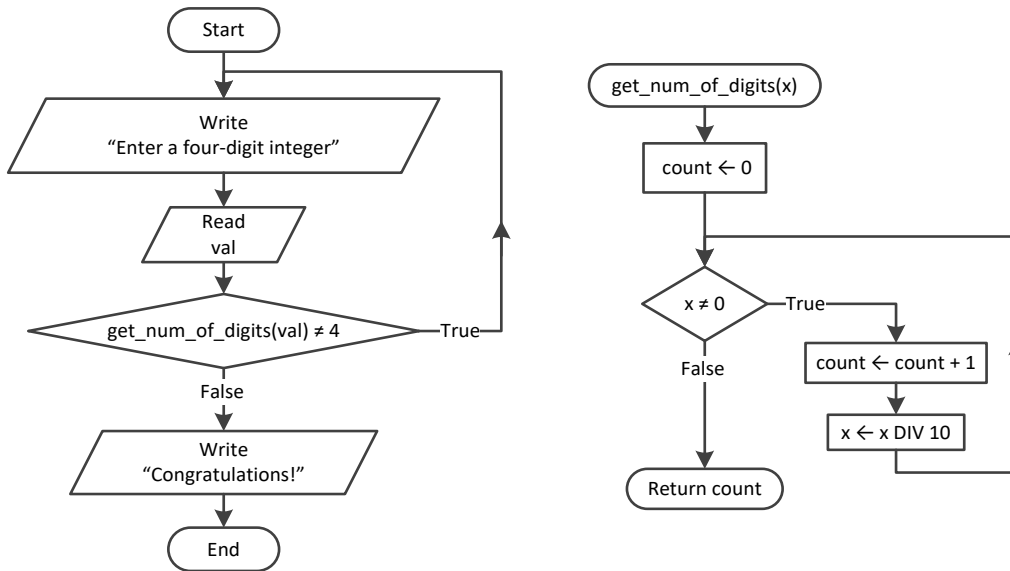 Start
Write
“Enter a four-digit integer”
Read
val
get_num_of_digits(val) ≠ 4
True
False
Write
“Congratulations!”
End
get_num_of_digits(x)
count ← 0
x ≠ 0
True
count ← count + 1
x ← x DIV 10
False
Return count